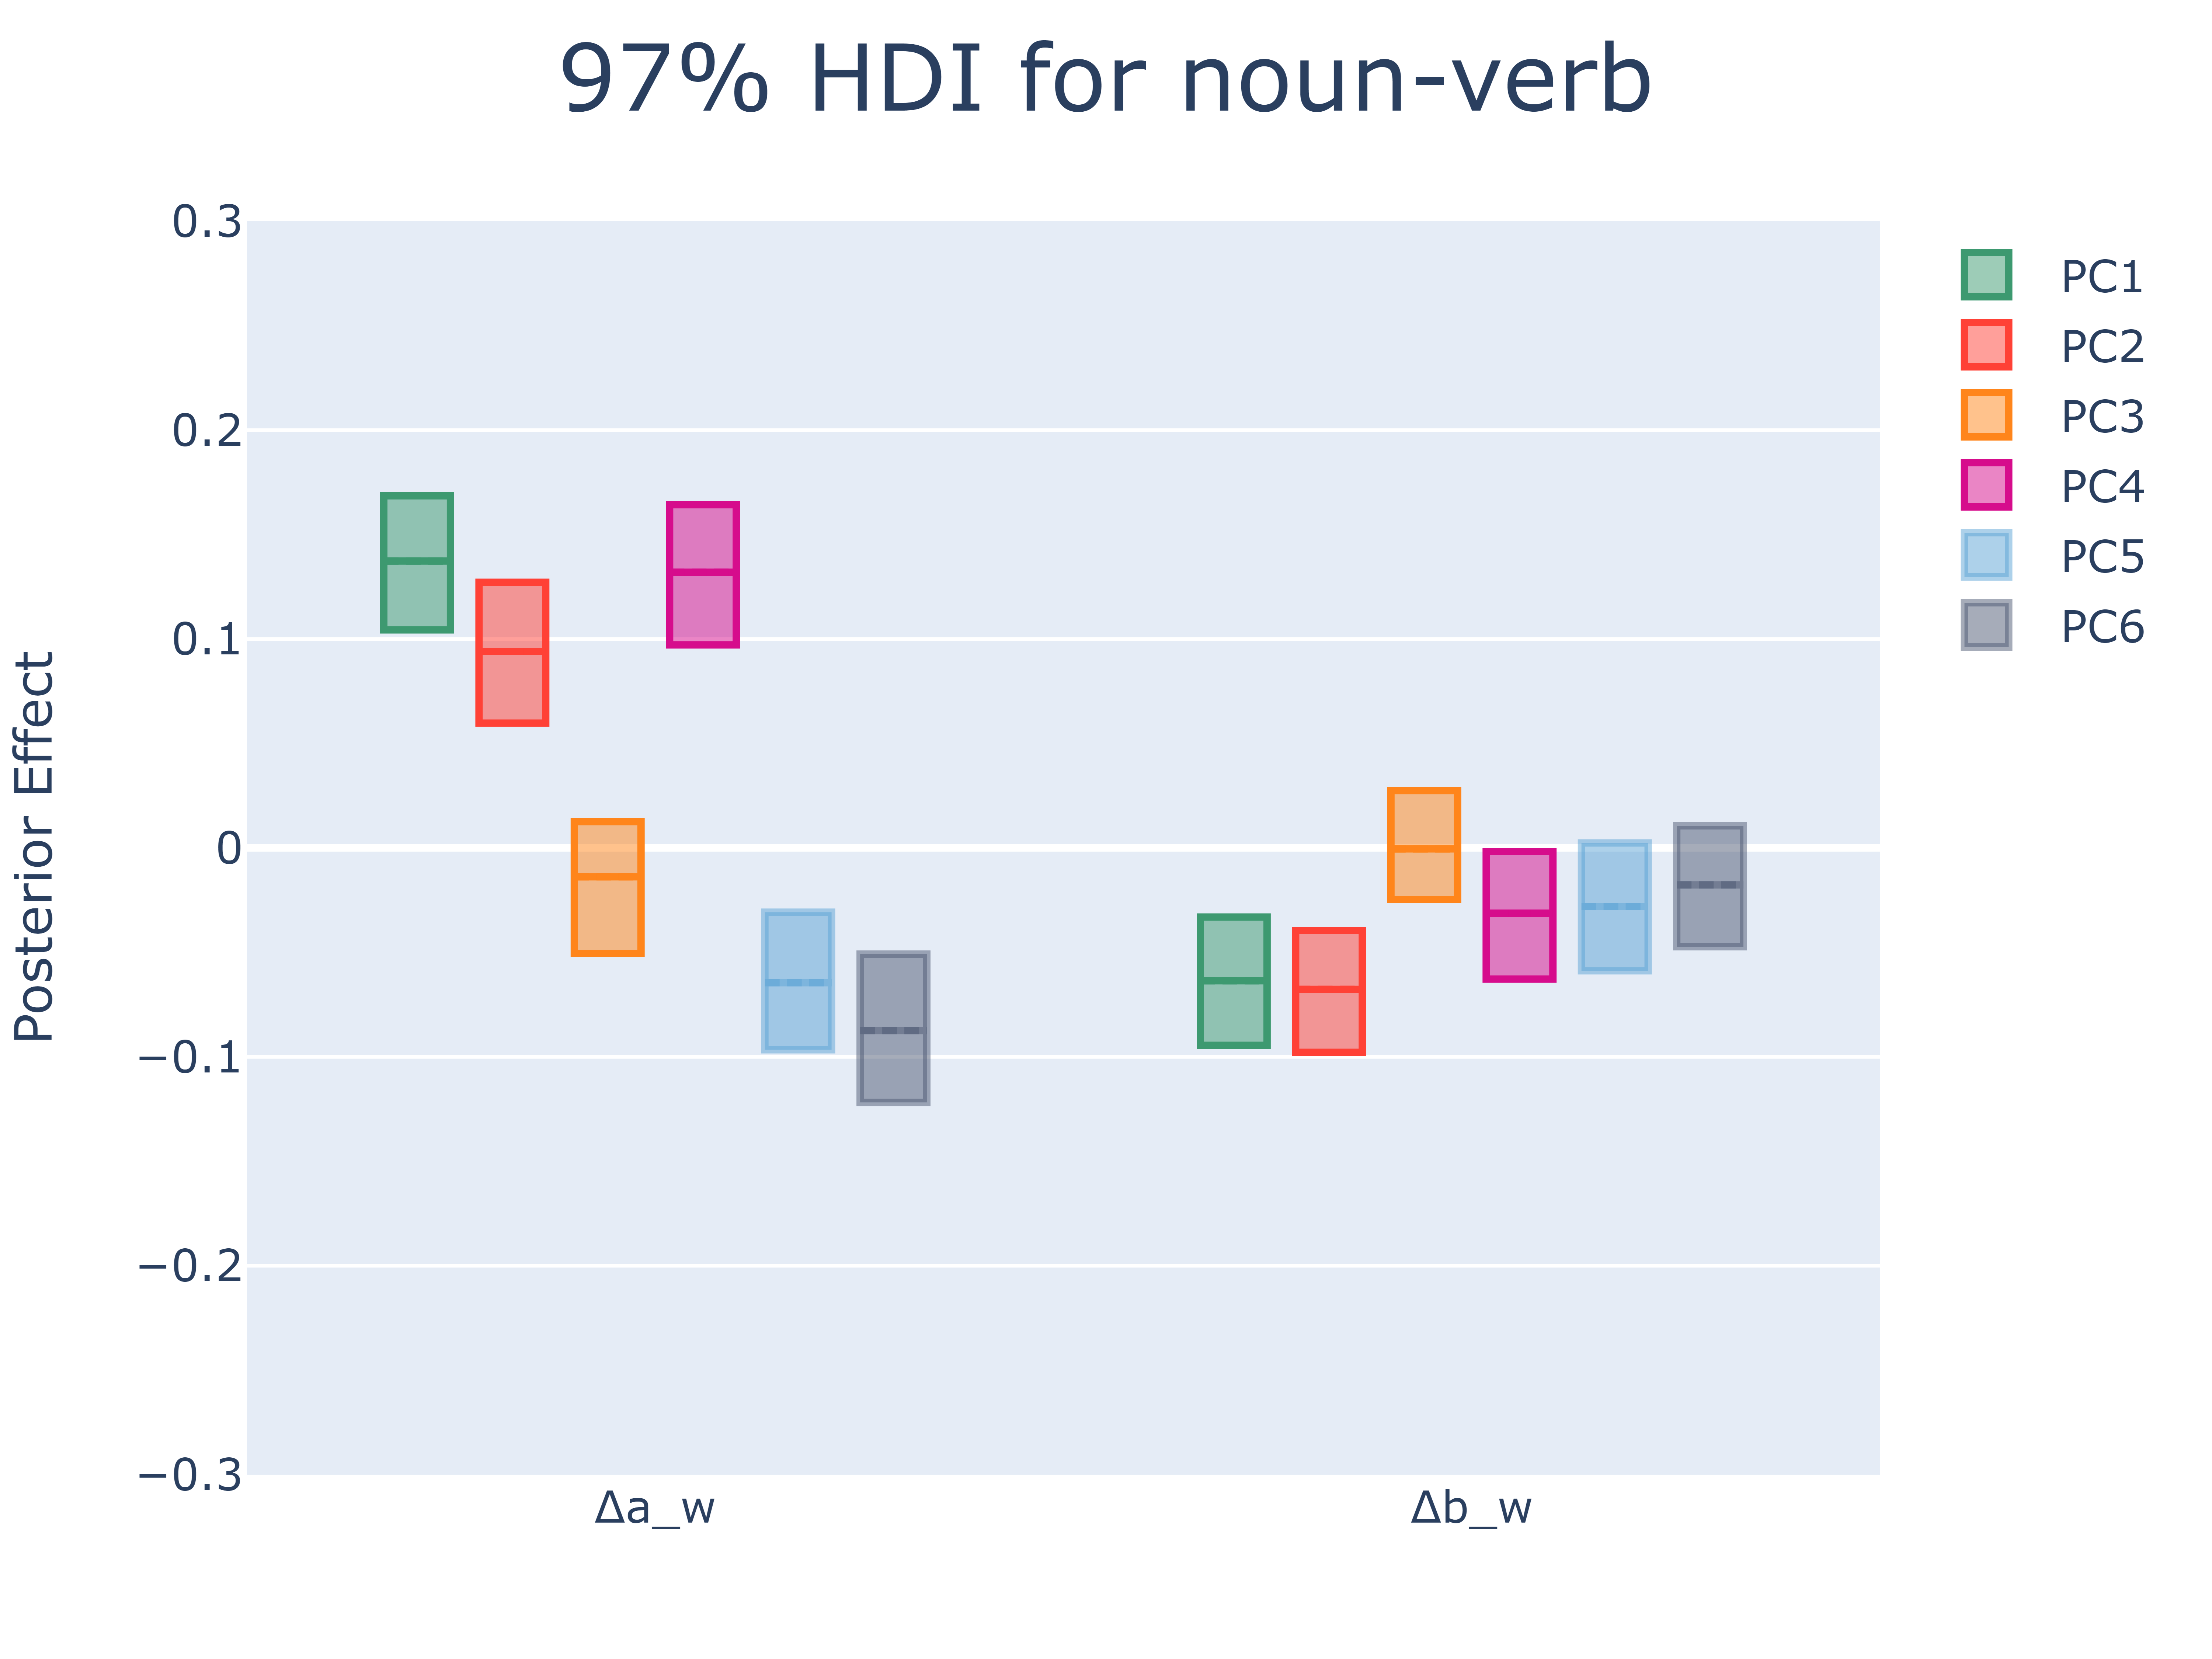 97% HDI for noun-verb
Posterior Effect
0.3
0.2
0.1
0
−0.1
−0.2
−0.3
Δa_w
Δb_w
PC1
PC2
PC3
PC4
PC5
PC6